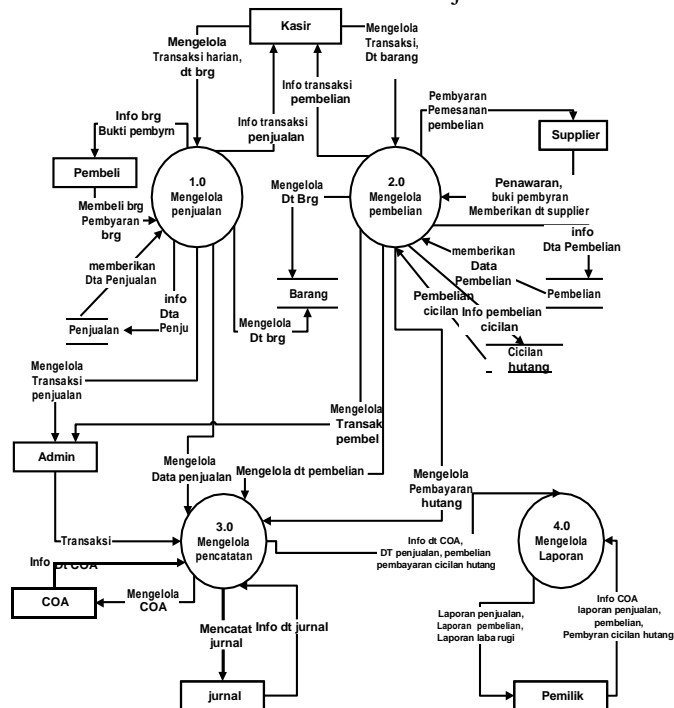 Kasir
Mengelola
Transaksi harian,
dt brg
Mengelola
Transaksi,
Dt barang
Info transaksi
pembelian
Info transaksi
penjualan
Info brg
Bukti pembyrn
Pembyaran
Pemesanan
pembelian
Supplier
Pembeli
1.0
Mengelola
penjualan
Mengelola
Dt Brg
2.0
Mengelola
pembelian
Penawaran,
buki pembyran
Memberikan dt supplier
Membeli brg
Pembyaran
brg
info
Dta Pembelian
memberikan
Dta Penjualan
memberikan
Data
Pembelian
info
Dta
Penju
Barang
Pembelian
Pembelian
cicilan
Info pembelian
cicilan
Penjualan
Mengelola
Dt brg
Cicilan
hutang
Mengelola
Transaksi
penjualan
Mengelola
Transak
pembel
Admin
Mengelola
Data penjualan
Mengelola dt pembelian
Mengelola
Pembayaran
hutang
3.0
Mengelola
pencatatan
4.0
Mengelola
Laporan
Transaksi
Info dt COA,
DT penjualan, pembelian
pembayaran cicilan hutang
Info
Dt COA
COA
Mengelola
COA
Mencatat
jurnal
Info dt jurnal
Laporan penjualan,
Laporan pembelian,
Laporan laba rugi
Info COA
laporan penjualan,
pembelian,
Pembyran cicilan hutang
jurnal
Pemilik